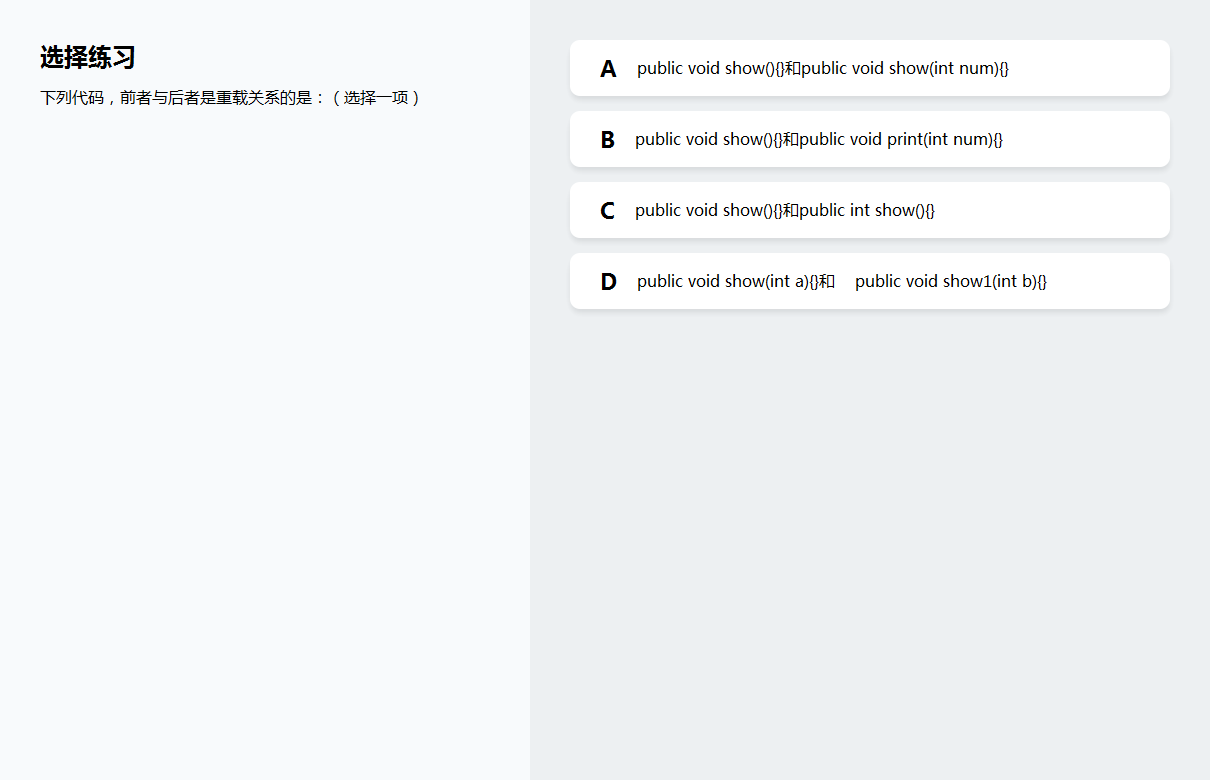 选择练习
下列代码，前者与后者是重载关系的是：（选择一项）
A public void show(){}和public void show(int num){}
B public void show(){}和public void print(int num){}
C public void show(){}和public int show(){}
D public void show(int a){}和 public void show1(int b){}